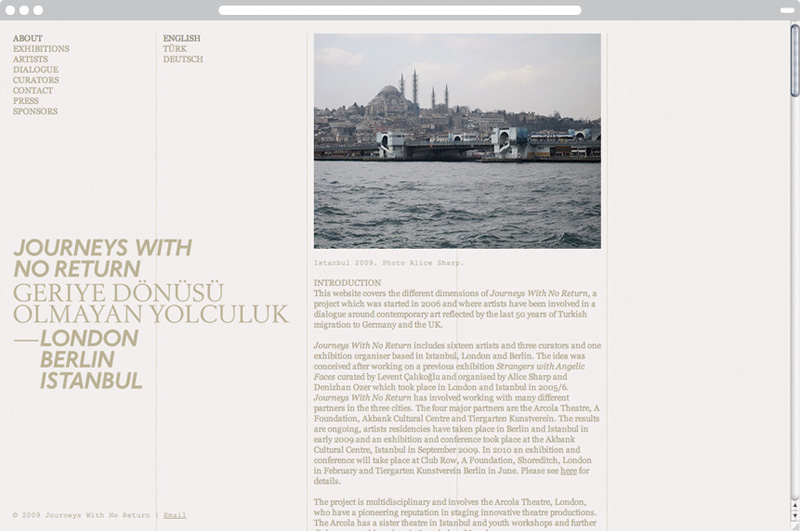 ABOUT
EXHIBITIONS
ARTISTS
DIALOGUE
CURATORS
CONTACT
PRESS
SPONSORS
ENGLISH
TÜRK
DEUTSCH
JOURNEYS WITH
NO RETURN
GERIYE DÖNÜSÜ
OLMAYAN YOLCULUK
—LONDON
BERLIN
ISTANBUL
© 2009 Journeys With No Return | Email
Istanbul 2009. Photo Alice Sharp.
INTRODUCTION
This website covers the different dimensions of Journeys With No Return, a
project which was started in 2006 and where artists have been involved in a
dialogue around contemporary art reflected by the last 50 years of Turkish
migration to Germany and the UK.
Journeys With No Return includes sixteen artists and three curators and one
exhibition organiser based in Istanbul, London and Berlin. The idea was
conceived after working on a previous exhibition Strangers with Angelic
Faces curated by Levent Çalıkoğlu and organised by Alice Sharp and
Denizhan Ozer which took place in London and Istanbul in 2005/6.
Journeys With No Return has involved working with many different
partners in the three cities. The four major partners are the Arcola Theatre, A
Foundation, Akbank Cultural Centre and Tiergarten Kunstverein. The results
are ongoing, artists residencies have taken place in Berlin and Istanbul in
early 2009 and an exhibition and conference took place at the Akbank
Cultural Centre, Istanbul in September 2009. In 2010 an exhibition and
conference will take place at Club Row, A Foundation, Shoreditch, London
in February and Tiergarten Kunstverein Berlin in June. Please see here for
details.
The project is multidisciplinary and involves the Arcola Theatre, London,
who have a pioneering reputation in staging innovative theatre productions.
The Arcola has a sister theatre in Istanbul and youth workshops and further